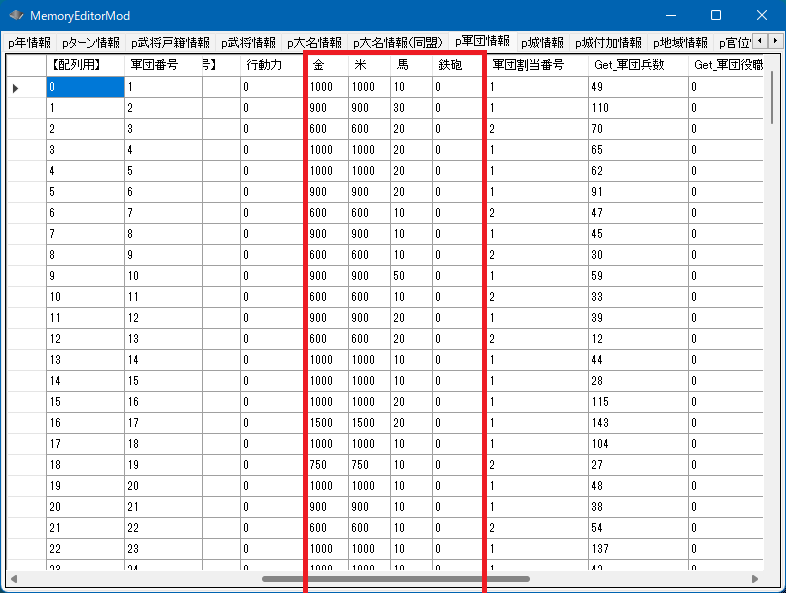 MemoryEditorMod
p年情報 pターン情報 p武将戸籍情報 p武将情報 p大名情報 p大名情報(同盟) p軍団情報 p城情報 p城付加情報 p地域情報 p官位
【配列用】 軍団番号 号】 行動力 金 米 馬 鉄砲 軍団割当番号 Get_軍団兵数 Get_軍団役職
0 1 0 1000 1000 10 0 1 49 0
1 2 0 900 900 30 0 1 110 0
2 3 0 600 600 20 0 2 70 0
3 4 0 1000 1000 20 0 1 65 0
4 5 0 1000 1000 20 0 1 62 0
5 6 0 900 900 20 0 1 91 0
6 7 0 600 600 10 0 2 47 0
7 8 0 900 900 10 0 1 45 0
8 9 0 600 600 10 0 2 30 0
9 10 0 900 900 50 0 1 59 0
10 11 0 600 600 10 0 2 33 0
11 12 0 900 900 20 0 1 39 0
12 13 0 600 600 20 0 2 12 0
13 14 0 1000 1000 10 0 1 44 0
14 15 0 1000 1000 10 0 1 28 0
15 16 0 1000 1000 20 0 1 115 0
16 17 0 1500 1500 20 0 1 143 0
17 18 0 1000 1000 10 0 1 104 0
18 19 0 750 750 10 0 2 27 0
19 20 0 1000 1000 10 0 1 48 0
20 21 0 900 900 10 0 1 38 0
21 22 0 600 600 10 0 2 54 0
22 23 0 1000 1000 10 0 1 137 0
23 24 0 1000 1000 10 0 1 42 0